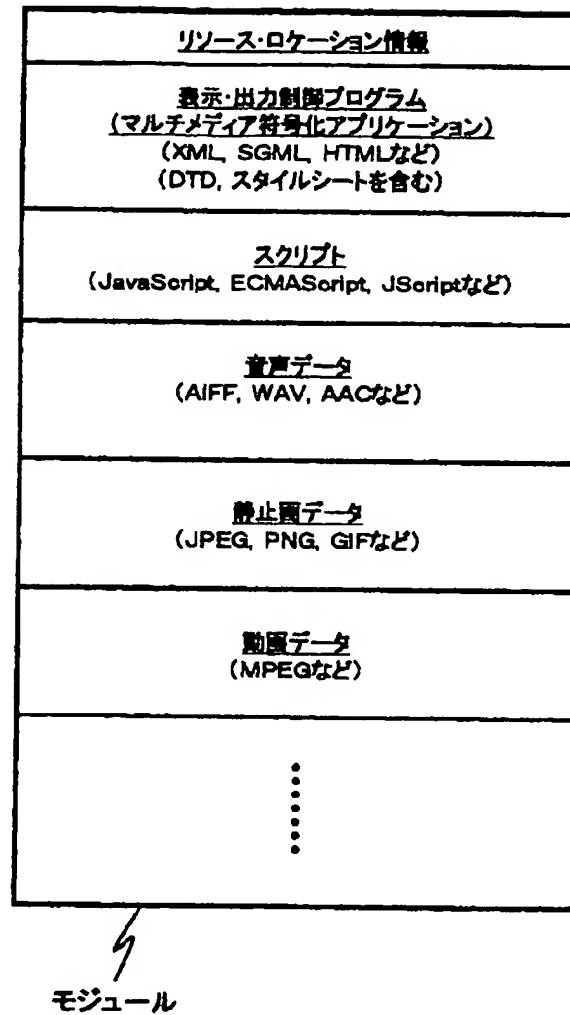 リソース・ロケーション情報
表示・出力制御プログラム
(マルチメディア符号化アプリケーション)
(XML, SGML, HTMLなど)
(DTD, スタイルシートを含む)
スクリプト
(JavaScript, ECMAScript, JScriptなど)
音声データ
(AIFF, WAV, AACなど)
静止画データ
(JPEG, PNG, GIFなど)
動画データ
(MPEGなど)
モジュール